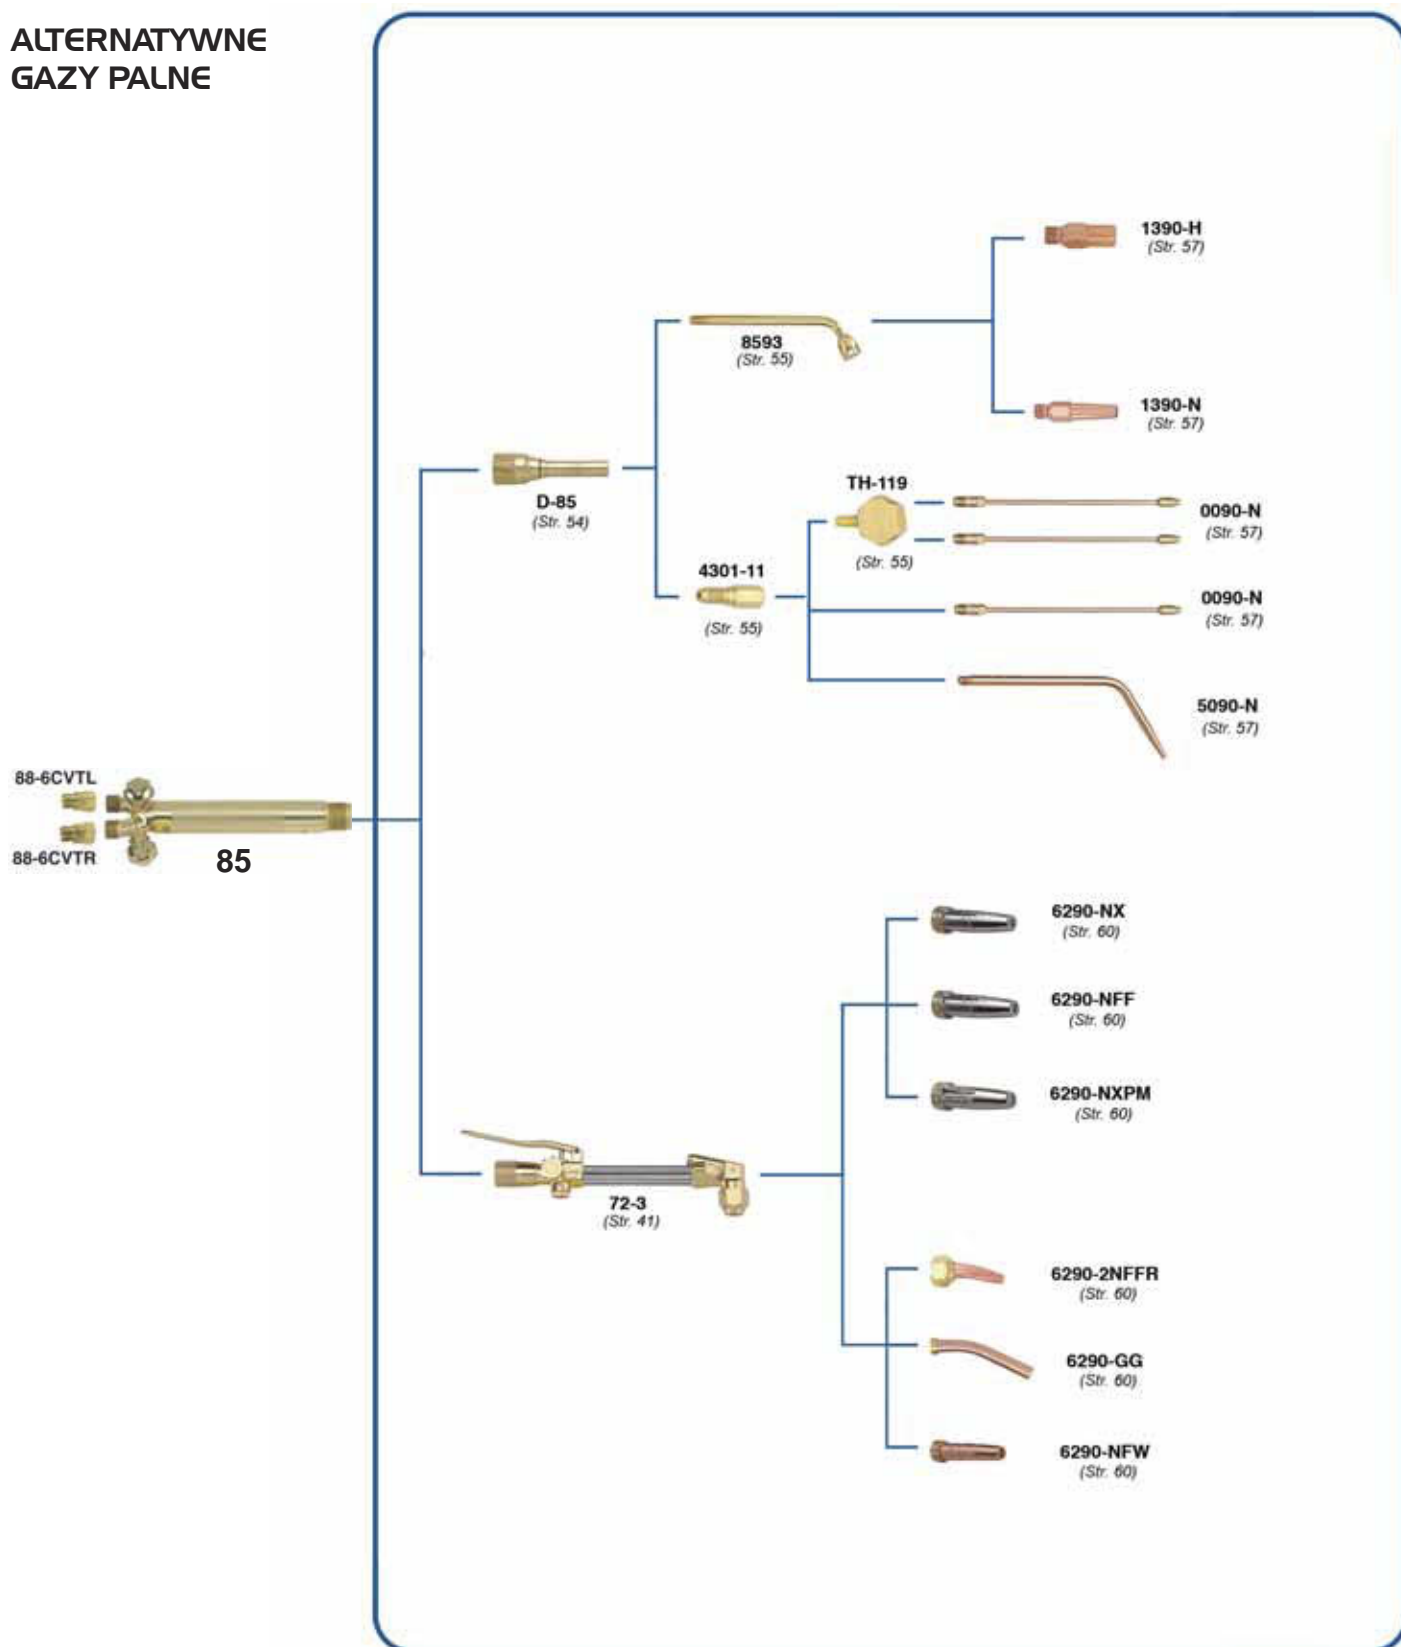 ALTERNATYWNE
GAZY PALNE
1390-H
(Str. 57)
8593
(Str. 55)
1390-N
(Str. 57)
D-85
(Str. 54)
TH-119
(Str. 55)
0090-N
(Str. 57)
4301-11
(Str. 55)
0090-N
(Str. 57)
5090-N
(Str. 57)
88-6CVTL
88-6CVTR
85
6290-NX
(Str. 60)
6290-NFF
(Str. 60)
6290-NXPM
(Str. 60)
72-3
(Str. 41)
6290-2NFFR
(Str. 60)
6290-GG
(Str. 60)
6290-NFW
(Str. 60)